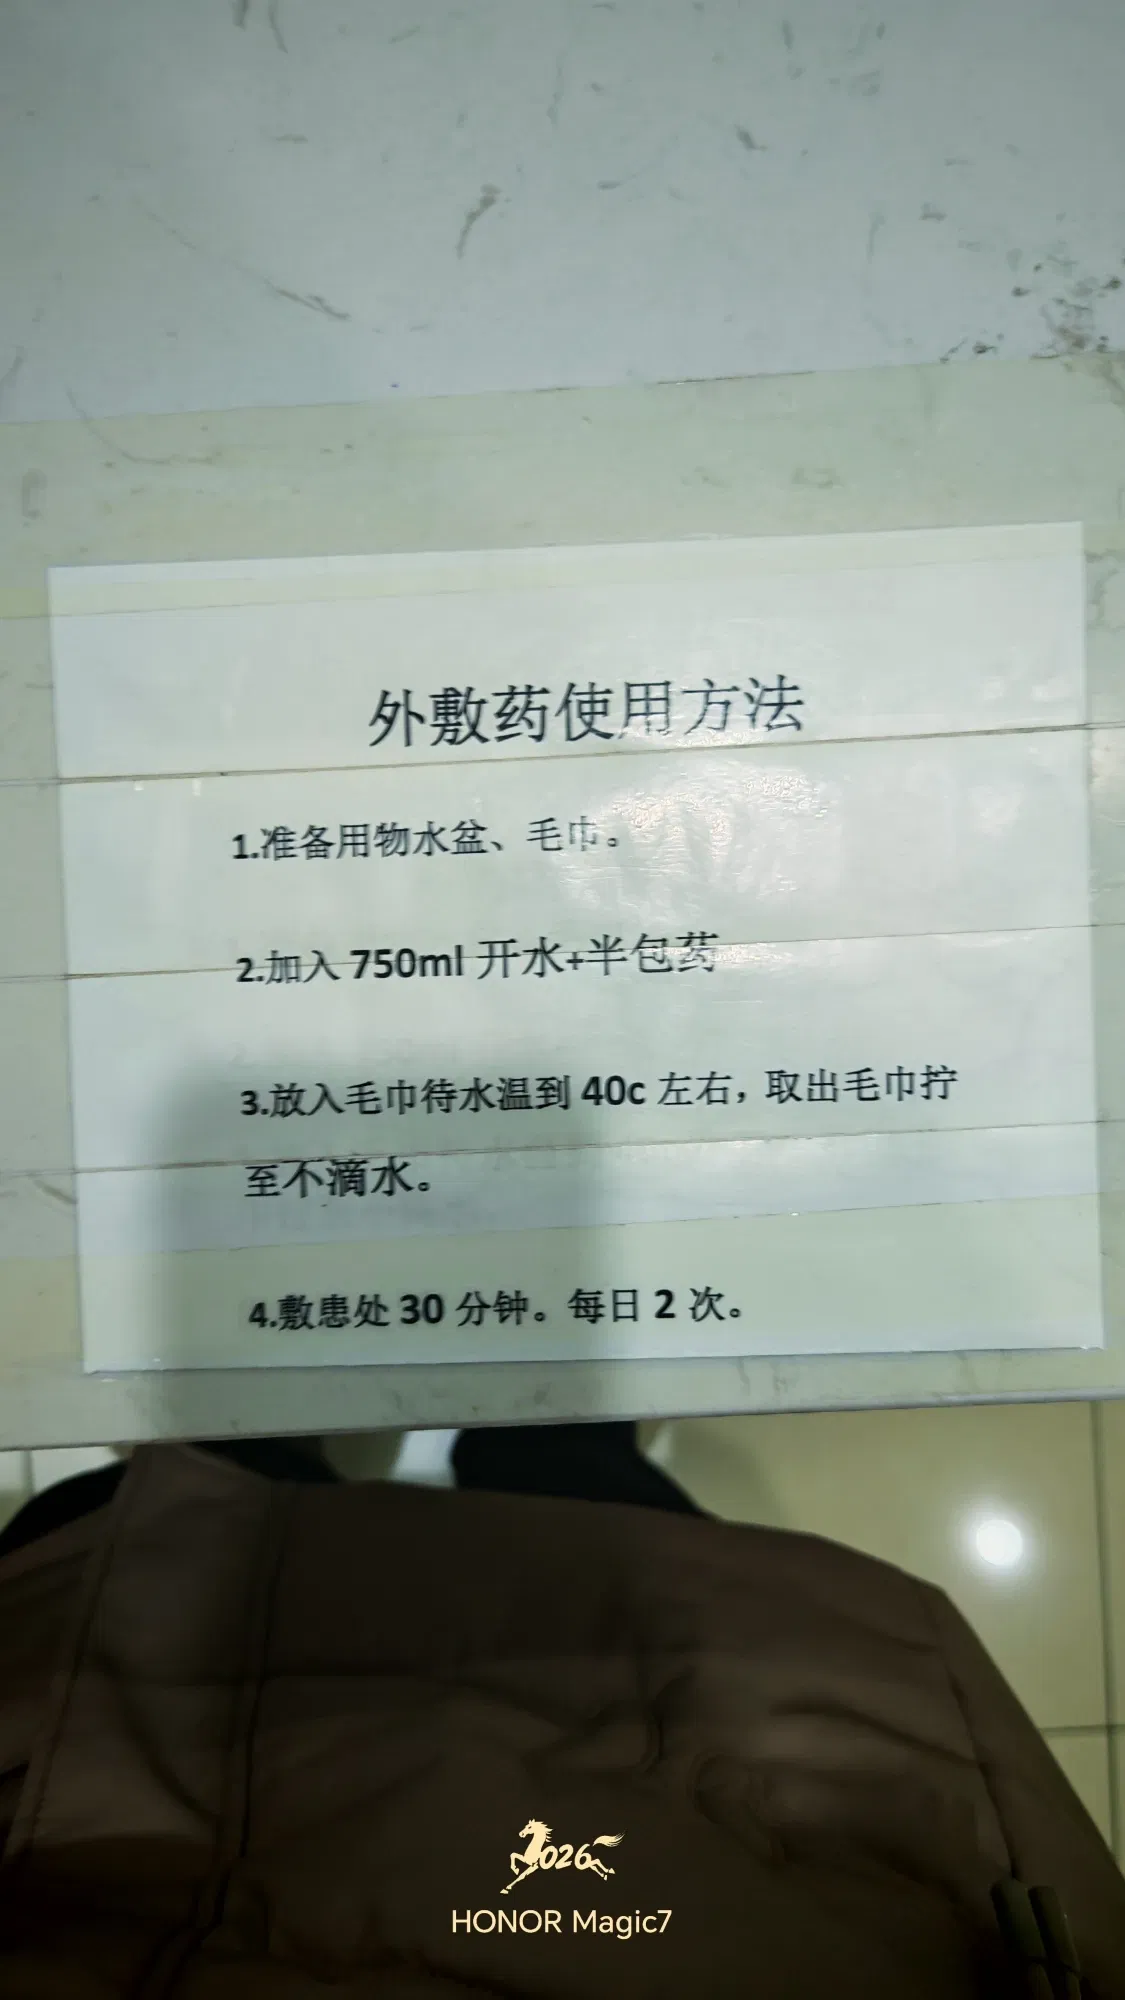 外敷药使用方法
1.准备用物水盆、毛巾。
2.加入 750ml 开水+半包药
3.放入毛巾待水温到 40c 左右，取出毛巾拧
至不滴水。
4.敷患处 30 分钟。每日 2 次。
2026
HONOR Magic7